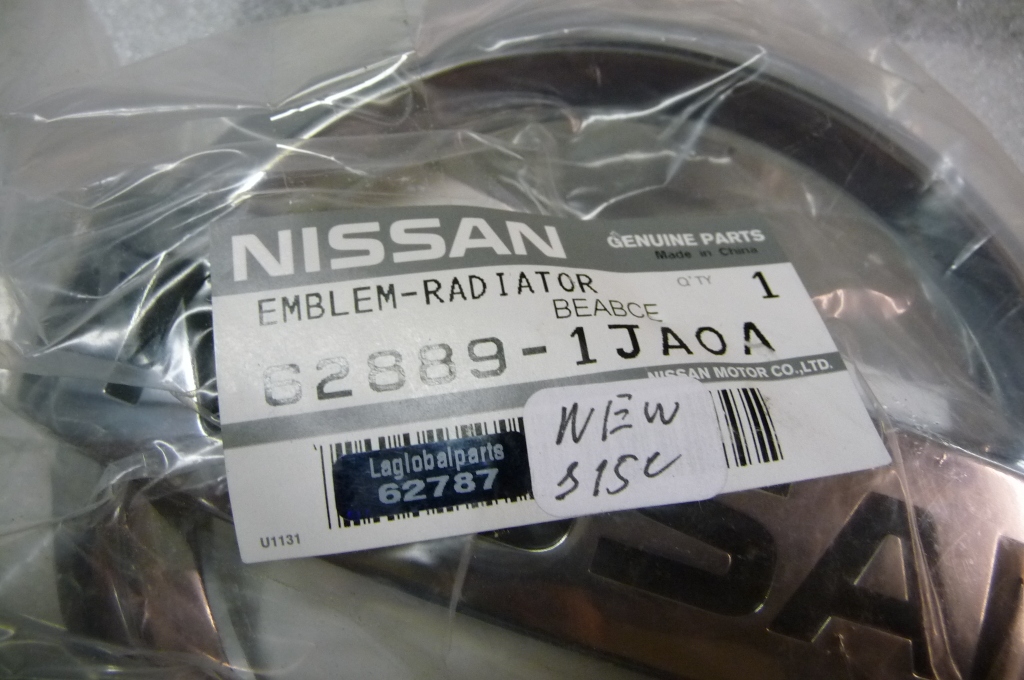 NISSAN
GENUINE PARTS
Made in China
EMBLEM-RADIATOR
Q'TY 1
BEABCE
62889-1JA0A
NISSAN MOTOR CO.,LTD.
Laglobalparts
62787
NEW
U1131
SAN